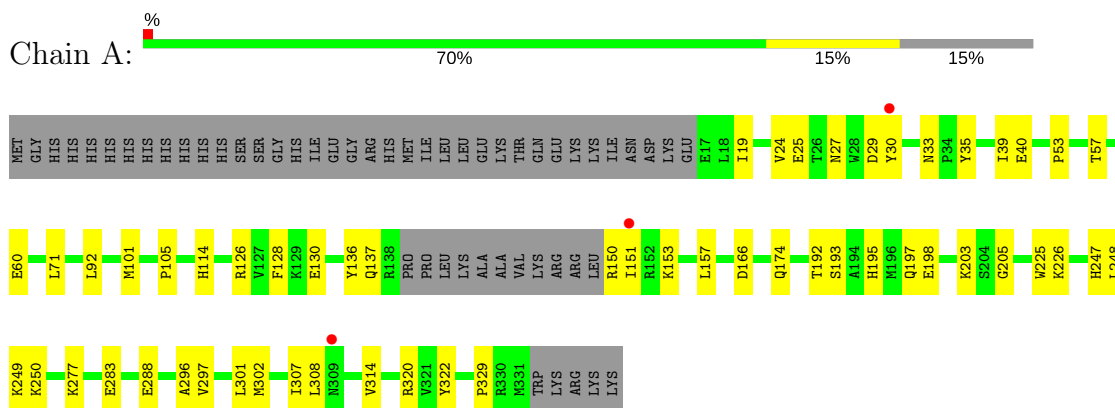 %
Chain A:
70% 15% 15%
MET GLY HIS HIS HIS HIS HIS HIS HIS HIS HIS HIS SER SER GLY HIS ILE GLU GLY ARG HIS MET ILE LEU LEU GLU LYS THR GLN GLU LYS LYS ILE ASN ASP LYS GLU E17 L18 I19 V24 E25 T26 N27 W28 D29 Y30 N33 P34 Y35 I39 E40 P53 T57
E60 L71 L92 M101 P105 H114 R126 V127 F128 K129 E130 Y136 Q137 R138 PRO PRO LEU LYS ALA ALA VAL LYS ARG ARG LEU R150 I151 R152 K153 L157 D166 Q174 T192 S193 A194 H195 M196 Q197 E198 K203 S204 G205 W225 K226 H247
K249 K250 K277 E283 E288 A296 V297 L301 M302 I307 L308 N309 V314 R320 V321 Y322 P329 R330 M331 TRP LYS ARG LYS LYS